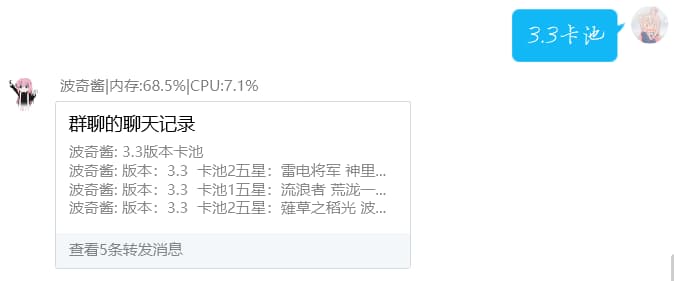 3.3卡池
波奇酱|内存:68.5%|CPU:7.1%
群聊的聊天记录
波奇酱: 3.3版本卡池
波奇酱: 版本：3.3 卡池2五星：雷电将军 神里...
波奇酱: 版本：3.3 卡池1五星：流浪者 荒泷一...
波奇酱: 版本：3.3 卡池2五星：薙草之稻光 波...
查看5条转发消息